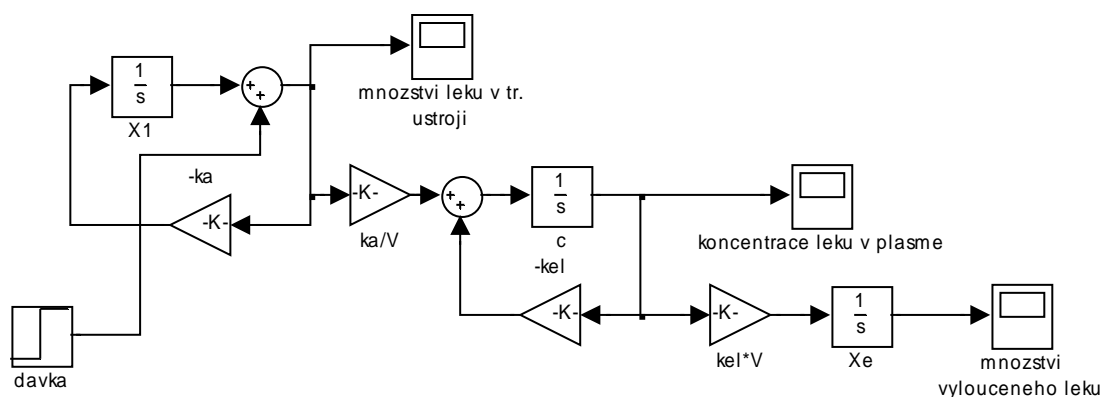 1
s
X1
+
+
mnozstvi leku v tr.
ustroji
-ka
-K-
-K-
ka/V
+
+
1
s
c
koncentrace leku v plasme
-kel
-K-
-K-
kel*V
1
s
Xe
mnozstvi
vylouceneho leku
davka